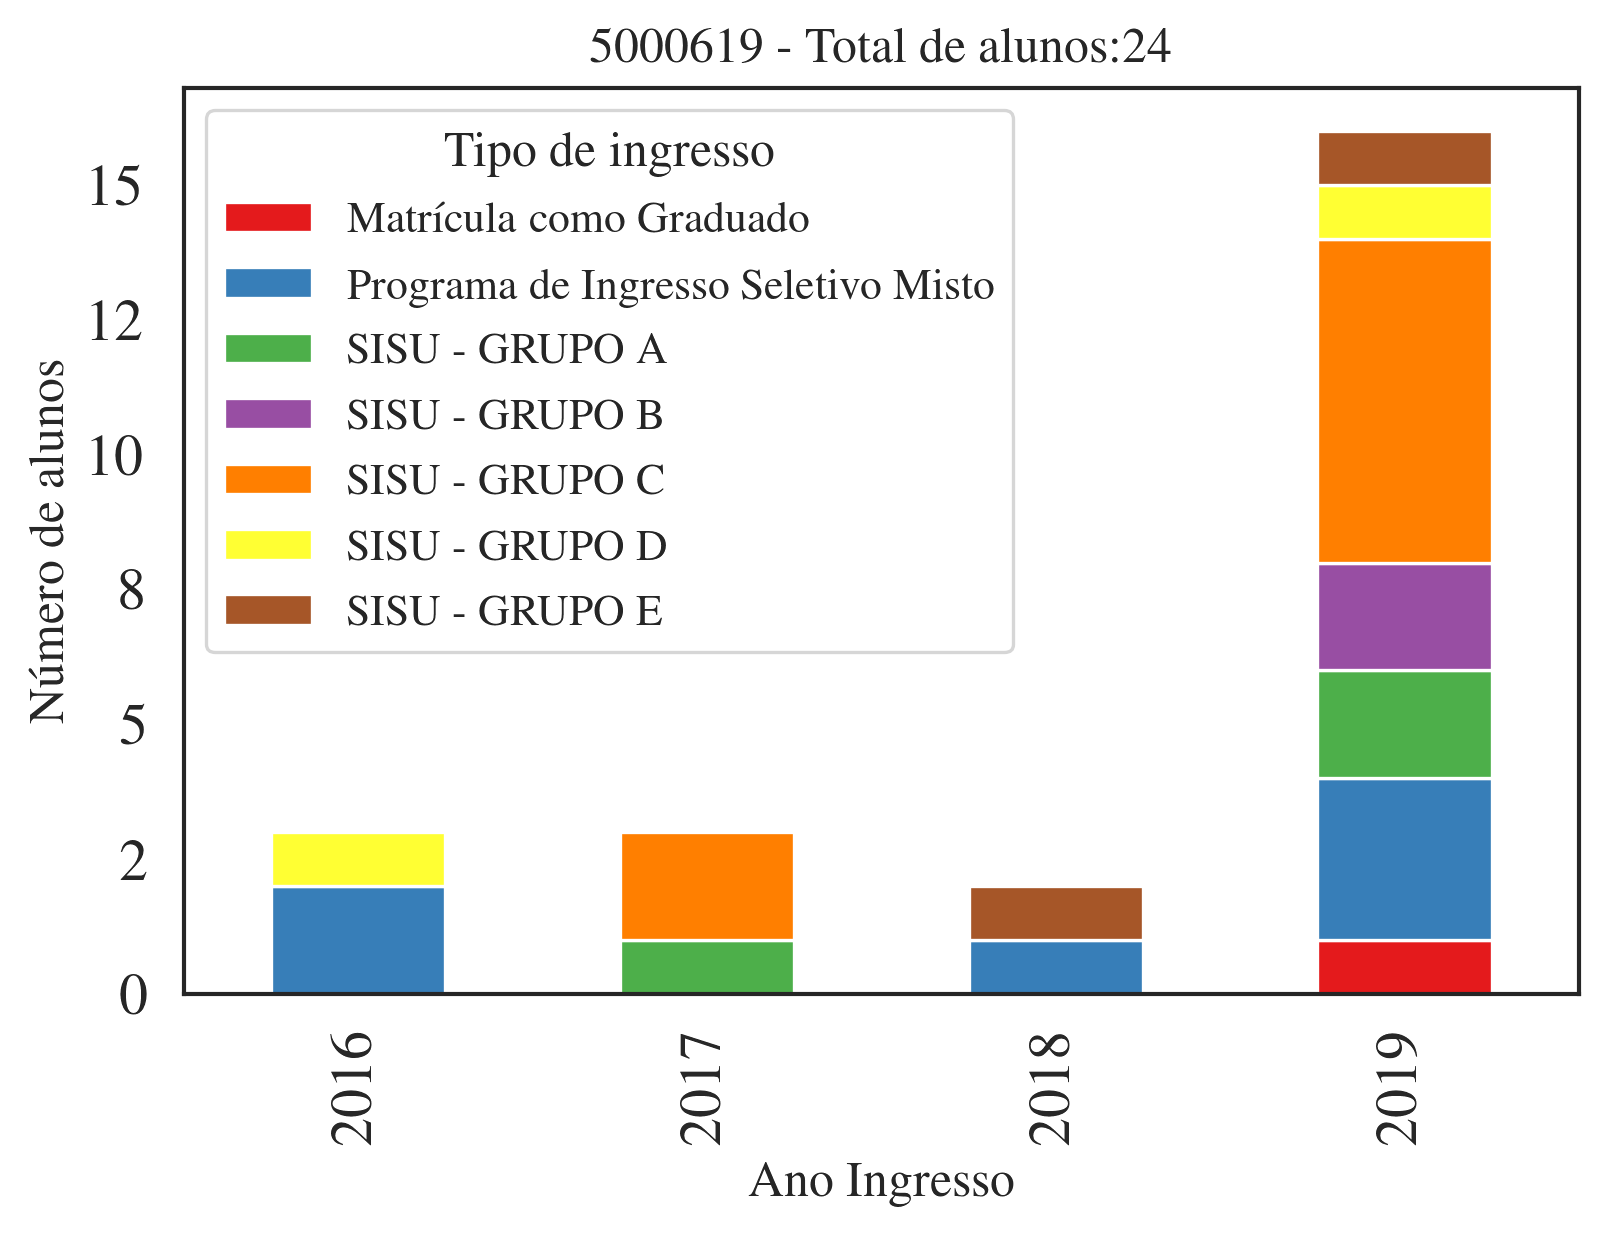 5000619 - Total de alunos:24
Tipo de ingresso
Matrícula como Graduado
Programa de Ingresso Seletivo Misto
SISU - GRUPO A
SISU - GRUPO B
SISU - GRUPO C
SISU - GRUPO D
SISU - GRUPO E
Número de alunos
15
12
10
8
5
2
0
2016
2017
2018
2019
Ano Ingresso